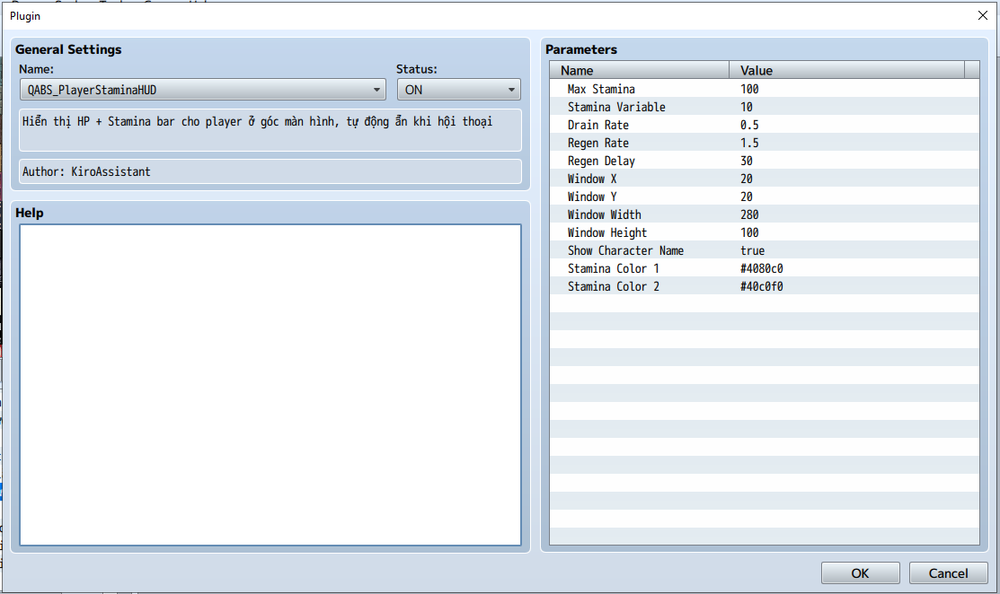 Plugin
General Settings
Name:
Status:
QABS_PlayerStaminaHUD
ON
Hiển thị HP + Stamina bar cho player ở góc màn hình, tự động ẩn khi hội thoại
Author: KiroAssistant
Help
Parameters
Name Value
Max Stamina 100
Stamina Variable 10
Drain Rate 0.5
Regen Rate 1.5
Regen Delay 30
Window X 20
Window Y 20
Window Width 280
Window Height 100
Show Character Name true
Stamina Color 1 #4080c0
Stamina Color 2 #40c0f0
OK
Cancel